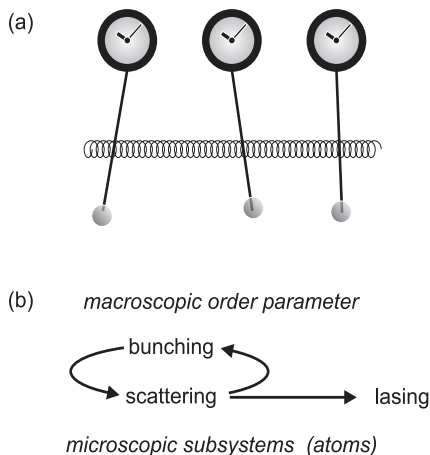 (a)
(b)
macroscopic order parameter
bunching
scattering
lasing
microscopic subsystems (atoms)